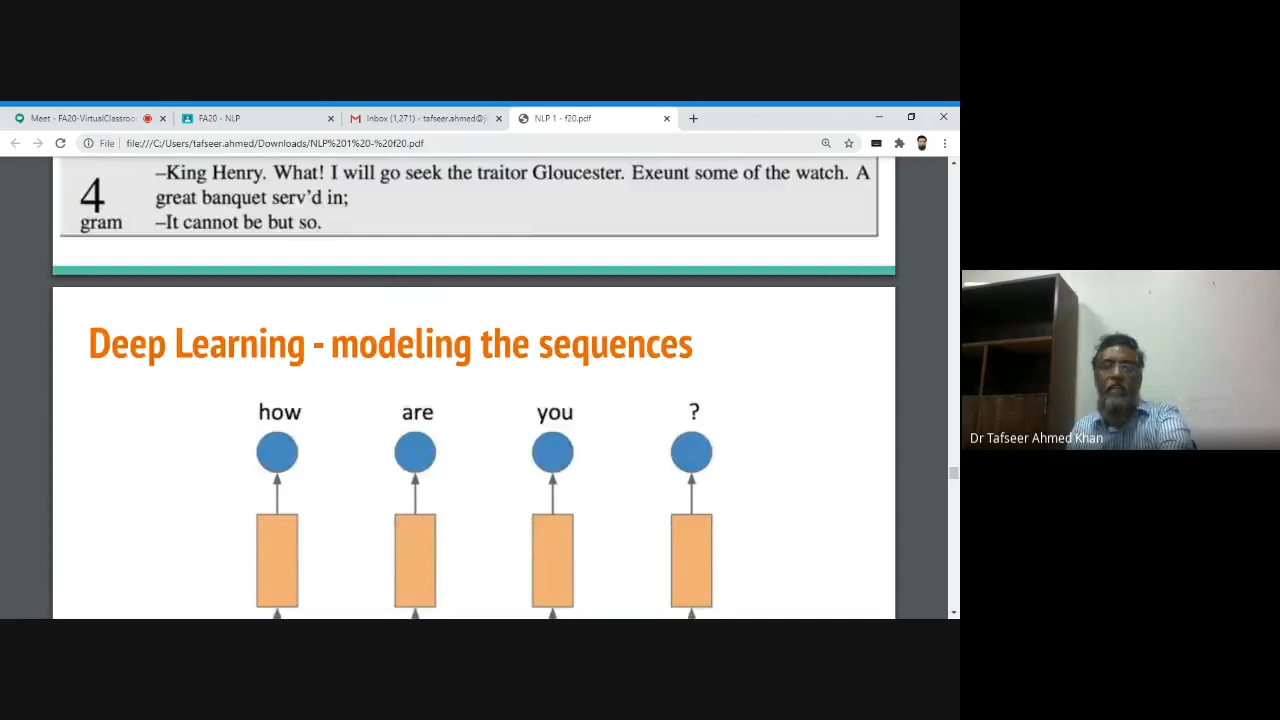 Meet - FA20-VirtualClassroo
FA20 - NLP
Inbox (1,271) - tafseer.ahmed@ji
NLP 1 - f20.pdf
File
file:///C:/Users/tafseer.ahmed/Downloads/NLP%201%20-%20f20.pdf
4
gram
–King Henry. What! I will go seek the traitor Gloucester. Exeunt some of the watch. A
great banquet serv'd in;
–It cannot be but so.
Deep Learning - modeling the sequences
how are you ?
Dr Tafseer Ahmed Khan